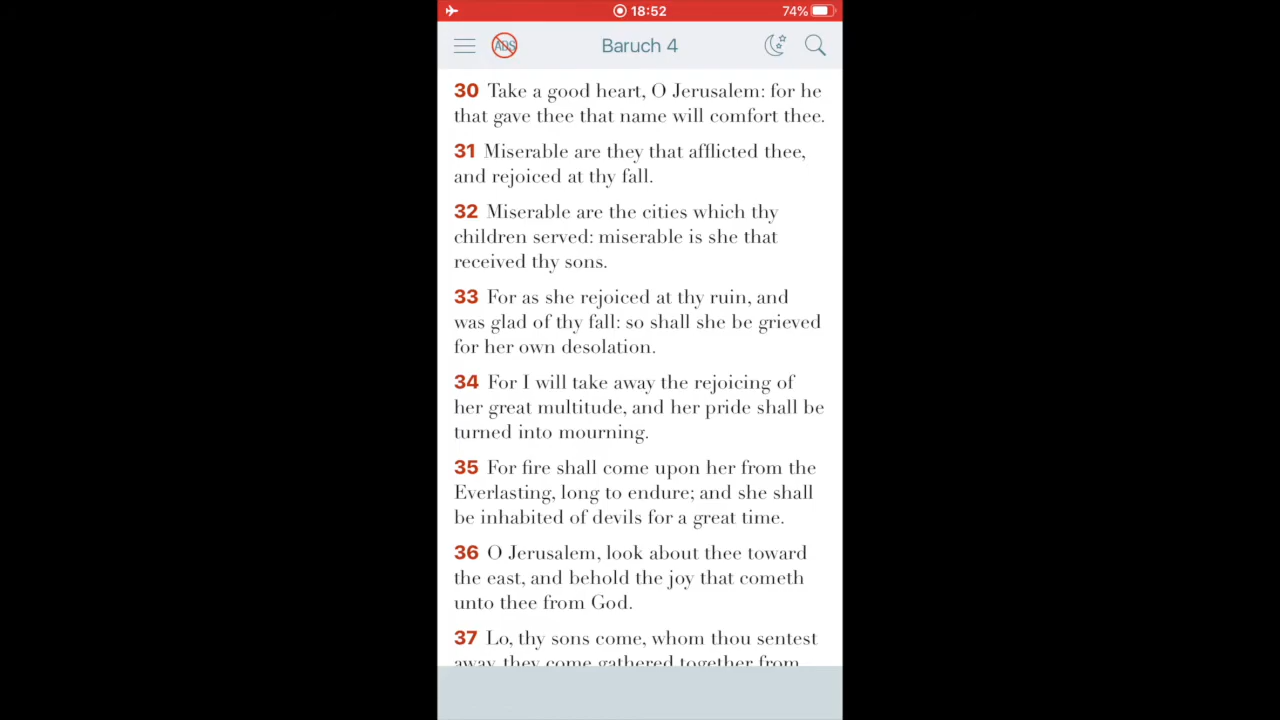 18:52
74%
ADS
Baruch 4
30 Take a good heart, O Jerusalem: for he
that gave thee that name will comfort thee.
31 Miserable are they that afflicted thee,
and rejoiced at thy fall.
32 Miserable are the cities which thy
children served: miserable is she that
received thy sons.
33 For as she rejoiced at thy ruin, and
was glad of thy fall: so shall she be grieved
for her own desolation.
34 For I will take away the rejoicing of
her great multitude, and her pride shall be
turned into mourning.
35 For fire shall come upon her from the
Everlasting, long to endure; and she shall
be inhabited of devils for a great time.
36 O Jerusalem, look about thee toward
the east, and behold the joy that cometh
unto thee from God.
37 Lo, thy sons come, whom thou sentest
away, they come gathered together from